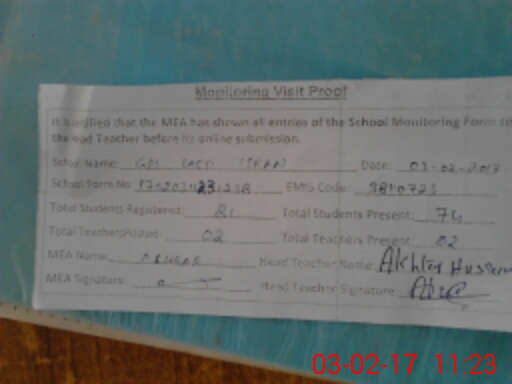 Monitoring Visit Proof
It is certified that the MEA has shown all entries of the School Monitoring Form to
the Head Teacher before its online submission.
School Name: GPS ISRAN Date: 03-02-2017
School Form No: EMIS Code:
Total Students Registered: 81 Total Students Present: 74
Total Teachers Posted: 02 Total Teachers Present: 02
MEA Name: Head Teacher Name: Akhter Hussain
MEA Signature: Head Teacher Signature:
03-02-17 11:23